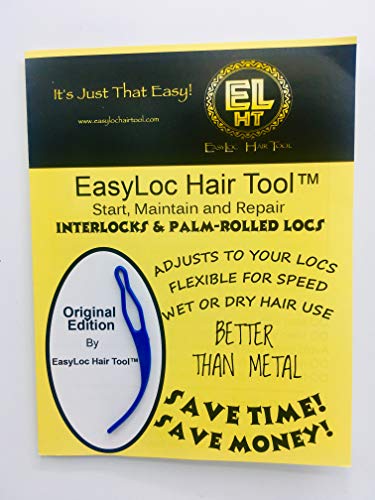 It's Just That Easy!
www.easylochairtool.com
EL
HT
EASYLOC HAIR TOOL
EasyLoc Hair Tool™
Start, Maintain and Repair
INTERLOCKS & PALM-ROLLED LOCS
Original
Edition
By
EasyLoc Hair Tool™
ADJUSTS TO YOUR LOCS
FLEXIBLE FOR SPEED
WET OR DRY HAIR USE
BETTER
THAN METAL
SAVE TIME!
SAVE MONEY!